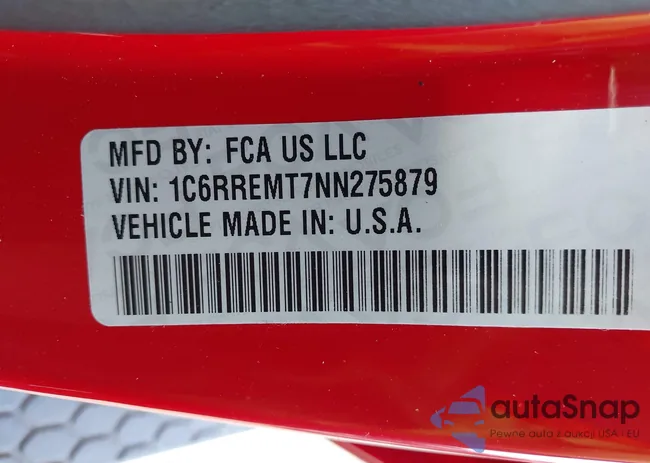 MFD BY: FCA US LLC
VIN: 1C6RREMT7NN275879
VEHICLE MADE IN: U.S.A.
autaSnap
Pewne auta z aukcji USA - EU